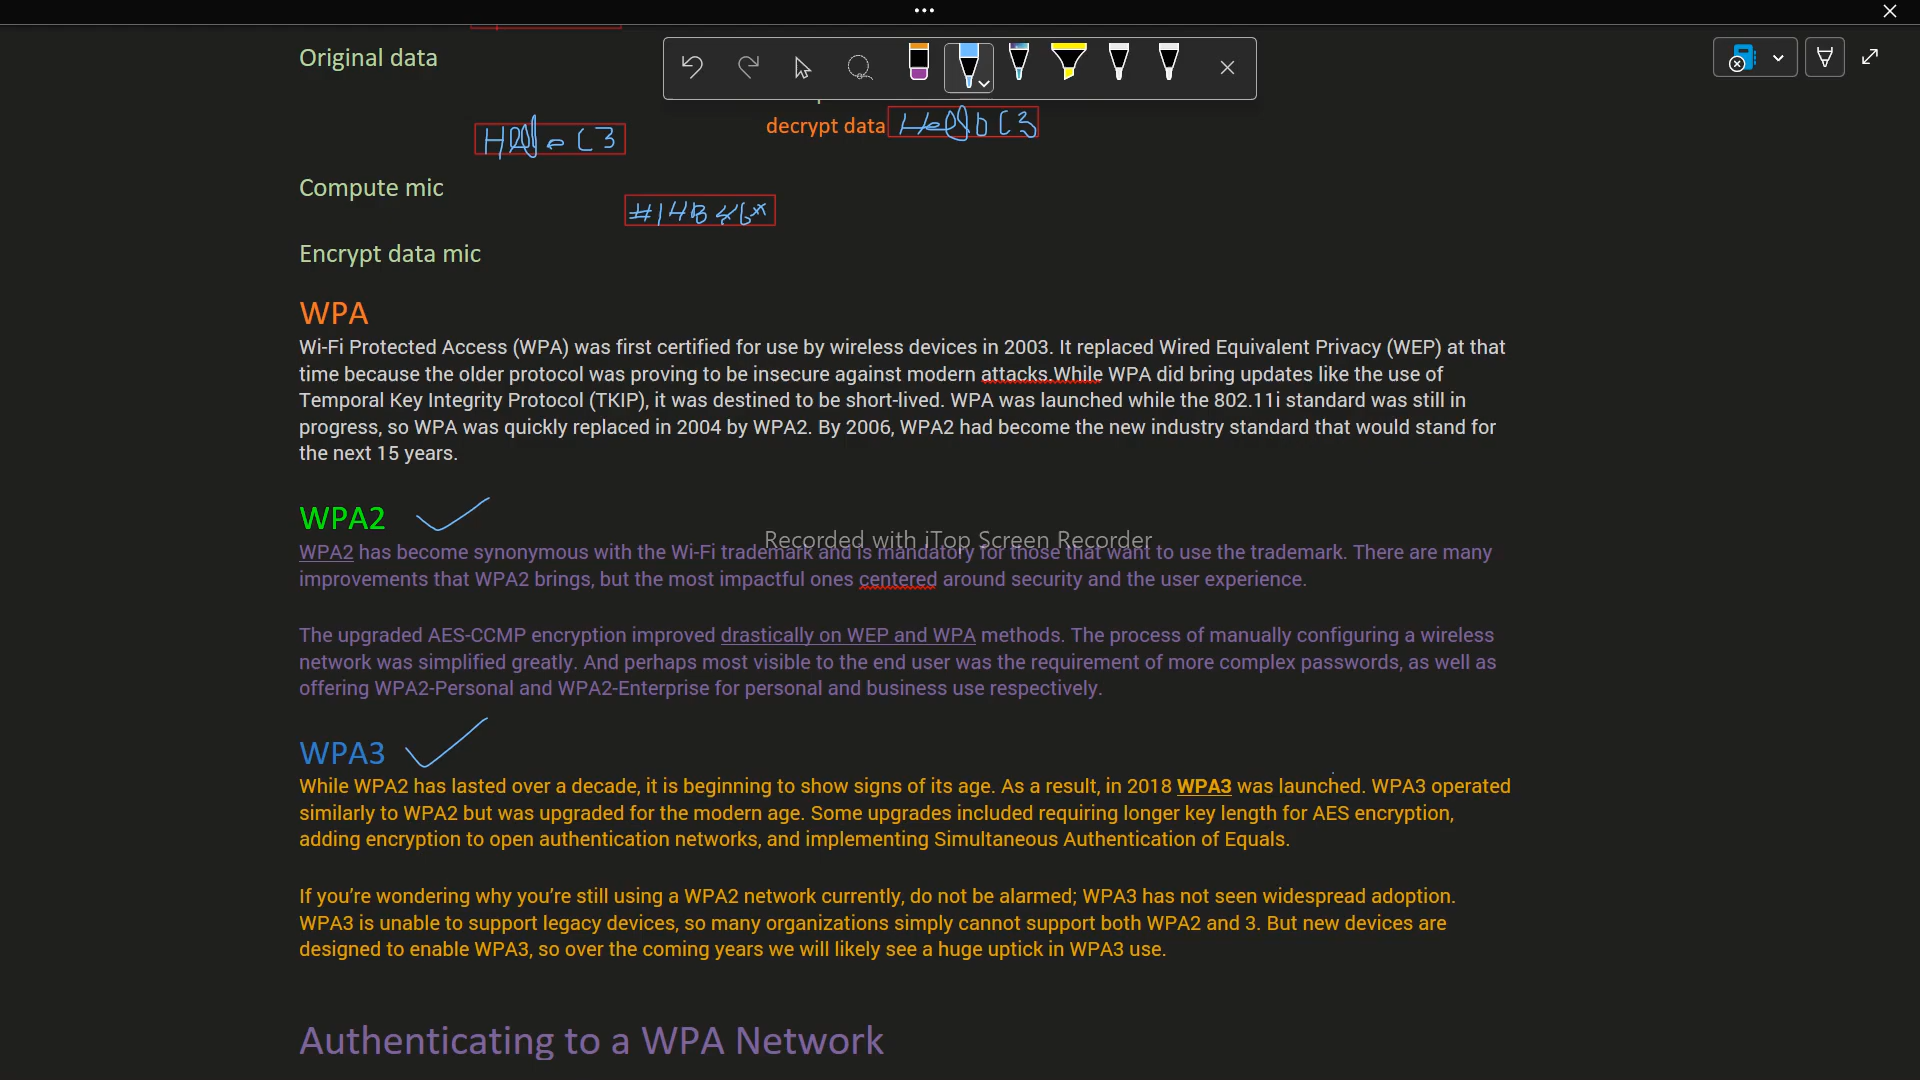 Original data
decrypt data Hello C3
Hello C3
Compute mic
Encrypt data mic
WPA
Wi-Fi Protected Access (WPA) was first certified for use by wireless devices in 2003. It replaced Wired Equivalent Privacy (WEP) at that
time because the older protocol was proving to be insecure against modern attacks.While WPA did bring updates like the use of
Temporal Key Integrity Protocol (TKIP), it was destined to be short-lived. WPA was launched while the 802.11i standard was still in
progress, so WPA was quickly replaced in 2004 by WPA2. By 2006, WPA2 had become the new industry standard that would stand for
the next 15 years.
WPA2
Recorded with iTop Screen Recorder
WPA2 has become synonymous with the Wi-Fi trademark and is mandatory for those that want to use the trademark. There are many
improvements that WPA2 brings, but the most impactful ones centered around security and the user experience.
The upgraded AES-CCMP encryption improved drastically on WEP and WPA methods. The process of manually configuring a wireless
network was simplified greatly. And perhaps most visible to the end user was the requirement of more complex passwords, as well as
offering WPA2-Personal and WPA2-Enterprise for personal and business use respectively.
WPA3
While WPA2 has lasted over a decade, it is beginning to show signs of its age. As a result, in 2018 WPA3 was launched. WPA3 operated
similarly to WPA2 but was upgraded for the modern age. Some upgrades included requiring longer key length for AES encryption,
adding encryption to open authentication networks, and implementing Simultaneous Authentication of Equals.
If you’re wondering why you’re still using a WPA2 network currently, do not be alarmed; WPA3 has not seen widespread adoption.
WPA3 is unable to support legacy devices, so many organizations simply cannot support both WPA2 and 3. But new devices are
designed to enable WPA3, so over the coming years we will likely see a huge uptick in WPA3 use.
Authenticating to a WPA Network